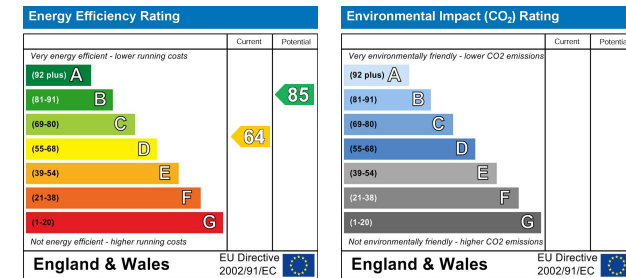 Energy Efficiency Rating
Current Potential
Very energy efficient - lower running costs
(92 plus) A
(81-91) B
85
(69-80) C
64
(55-68) D
(39-54) E
(21-38) F
(1-20) G
Not energy efficient - higher running costs
England & Wales
EU Directive
2002/91/EC
Environmental Impact (CO2) Rating
Current Potential
Very environmentally friendly - lower CO2 emissions
(92 plus) A
(81-91) B
(69-80) C
(55-68) D
(39-54) E
(21-38) F
(1-20) G
Not environmentally friendly - higher CO2 emissions
England & Wales
EU Directive
2002/91/EC